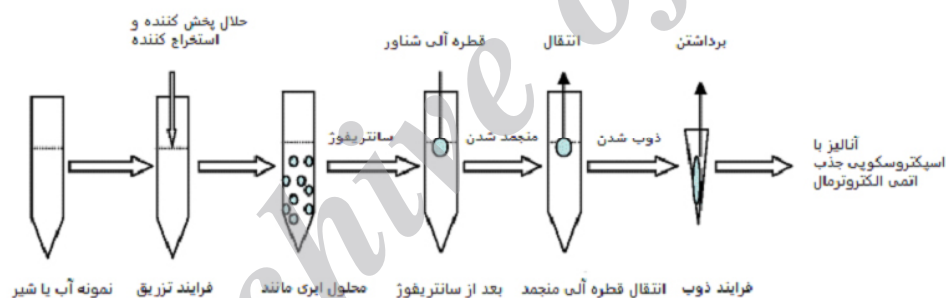 حلال پخش کننده و
استخراج کننده
قطره آلی شناور
انتقال
برداشتن
سانتریفوژ
منجمد شدن
ذوب شدن
آنالیز با
اسپکتروسکوپی جذب
اتمی الکتروترمال
نمونه آب یا شیر
فرایند تزریق
محلول ابری مانند
بعد از سانتریفوژ
انتقال قطره آلی منجمد
فرایند ذوب